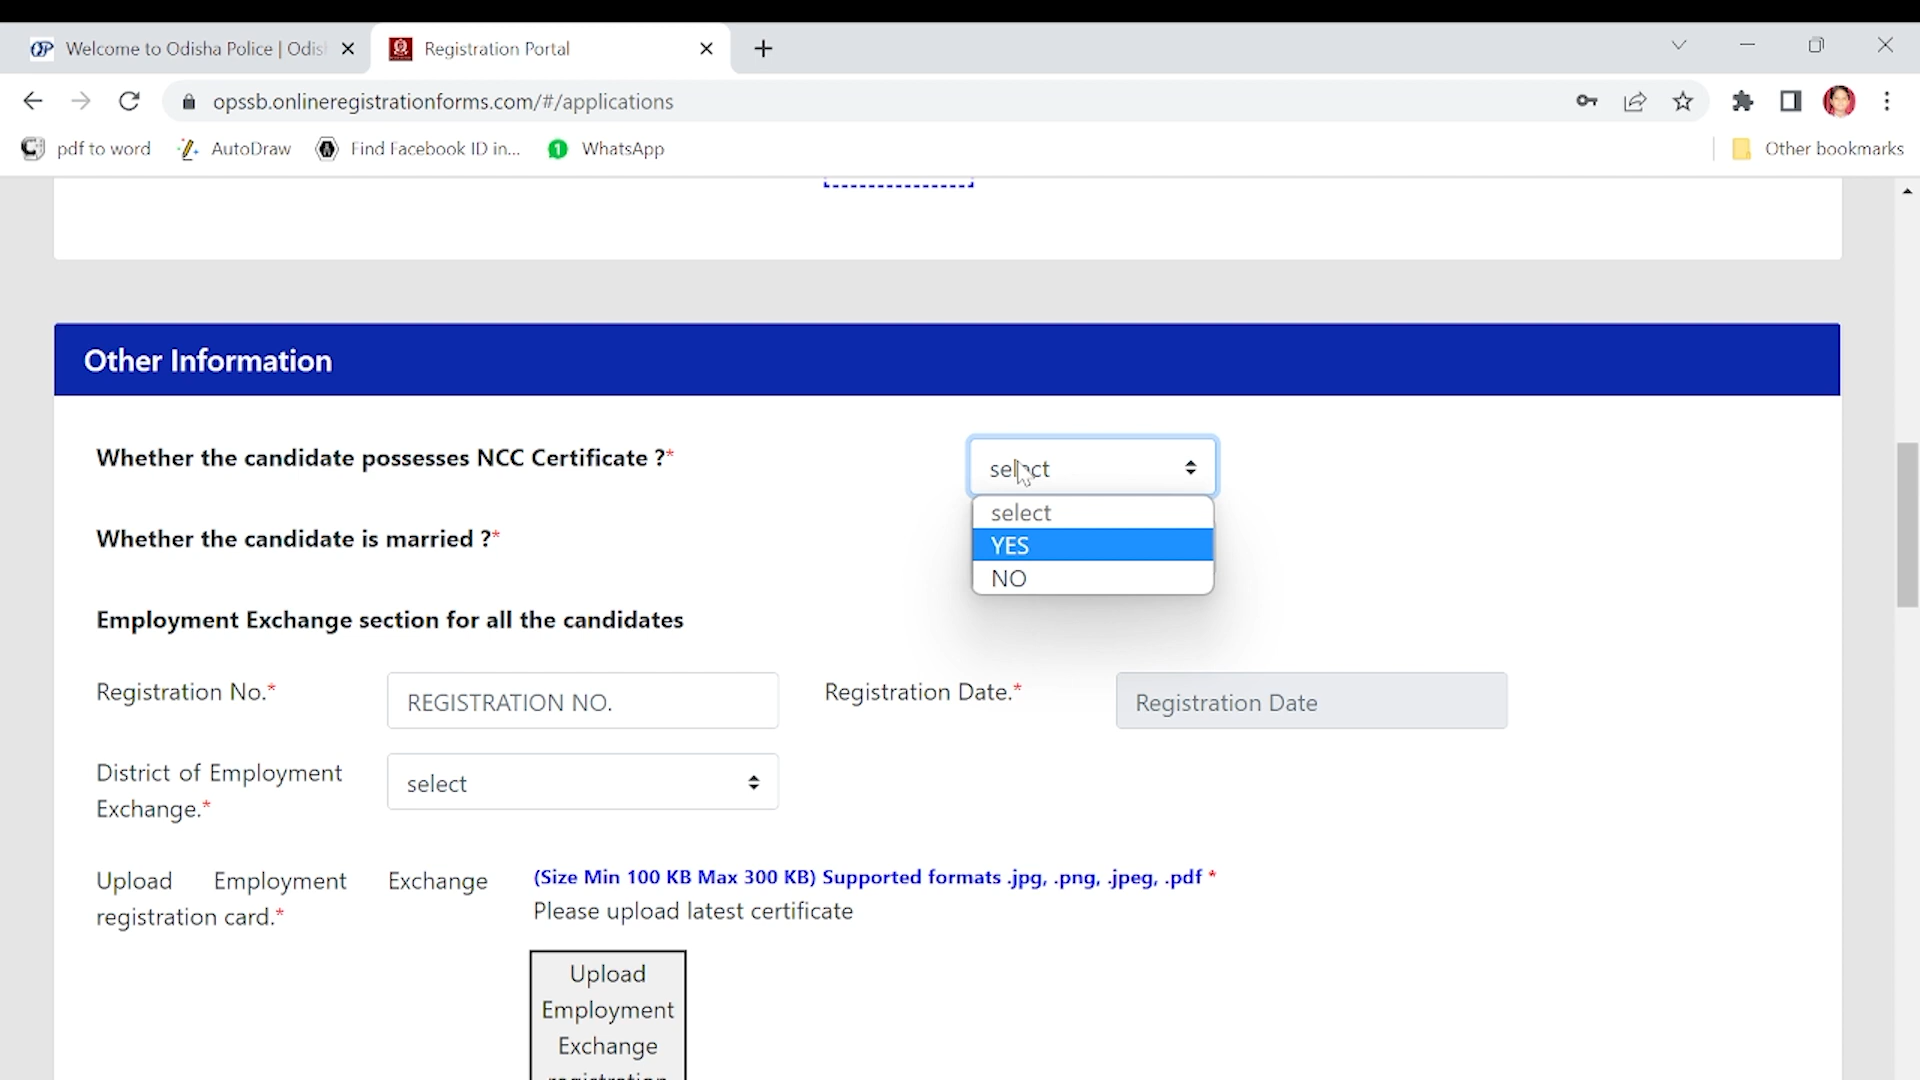 Welcome to Odisha Police | Odis
Registration Portal
opssb.onlineregistrationforms.com/#/applications
pdf to word
AutoDraw
Find Facebook ID in...
1
WhatsApp
Other bookmarks
Other Information
Whether the candidate possesses NCC Certificate ?*
select
select
YES
NO
Whether the candidate is married ?*
Employment Exchange section for all the candidates
Registration No.*
REGISTRATION NO.
Registration Date.*
Registration Date
District of Employment
Exchange.*
select
Upload Employment Exchange
registration card.*
(Size Min 100 KB Max 300 KB) Supported formats .jpg, .png, .jpeg, .pdf *
Please upload latest certificate
Upload
Employment
Exchange
registration